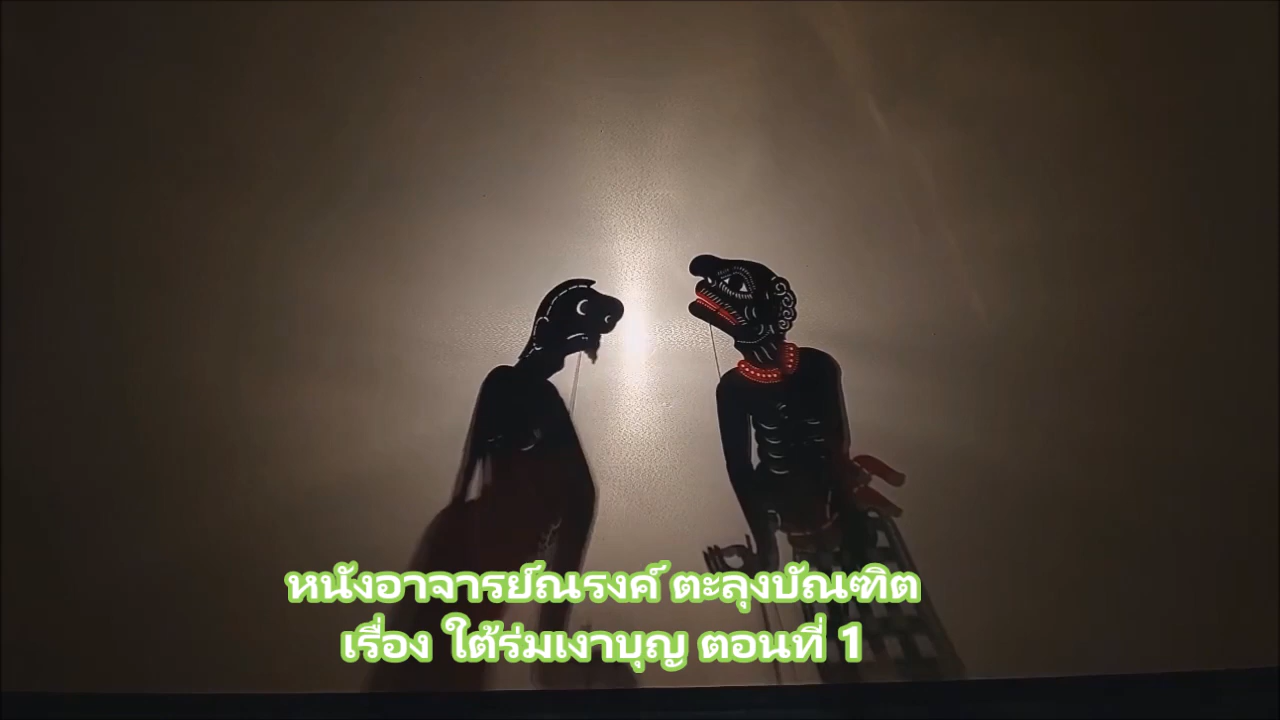 หนังอาจารย์ณรงค์ ตะลุงบัณฑิต
เรื่อง ใต้ร่มเงาบุญ ตอนที่ 1